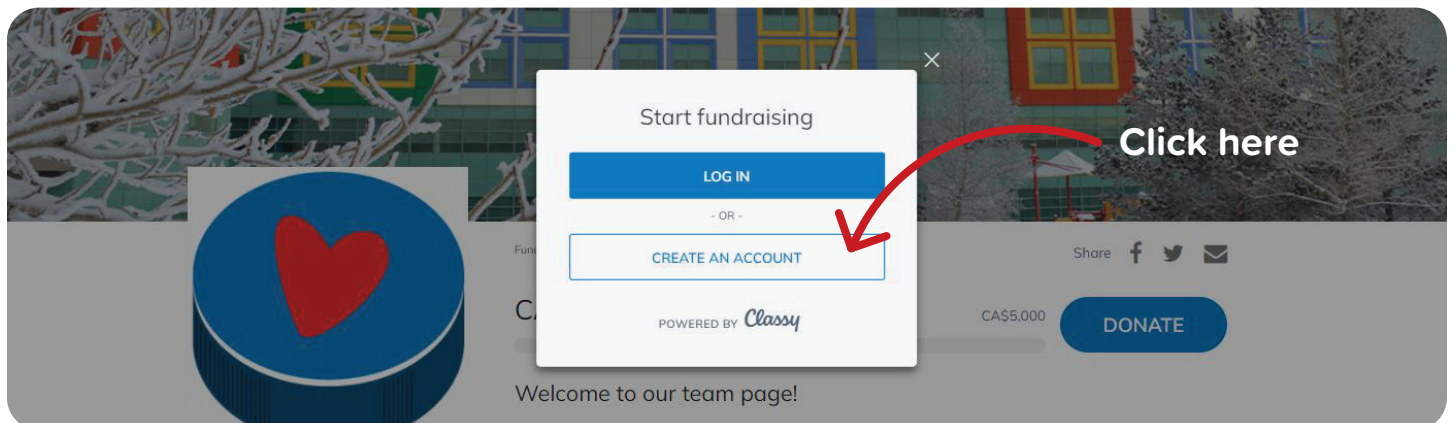 Start fundraising
LOG IN
Click here
- OR -
CREATE AN ACCOUNT
Share
POWERED BY Classy
CA$5,000
DONATE
Welcome to our team page!